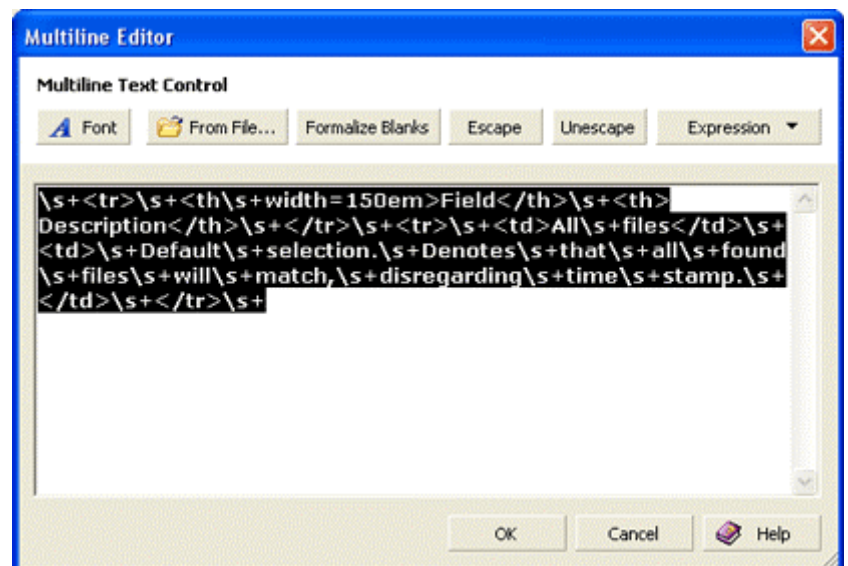 Multiline Editor
Multiline Text Control
Font From File... Formalize Blanks Escape Unescape Expression
\s+<tr>\s+<th\s+width=150em>Field</th>\s+<th>
Description</th>\s+</tr>\s+<tr>\s+<td>All\s+files</td>\s+
<td>\s+Default\s+selection.\s+Denotes\s+that\s+all\s+found
\s+files\s+will\s+match,\s+disregarding\s+time\s+stamp.\s+
</td>\s+</tr>\s+
OK Cancel Help